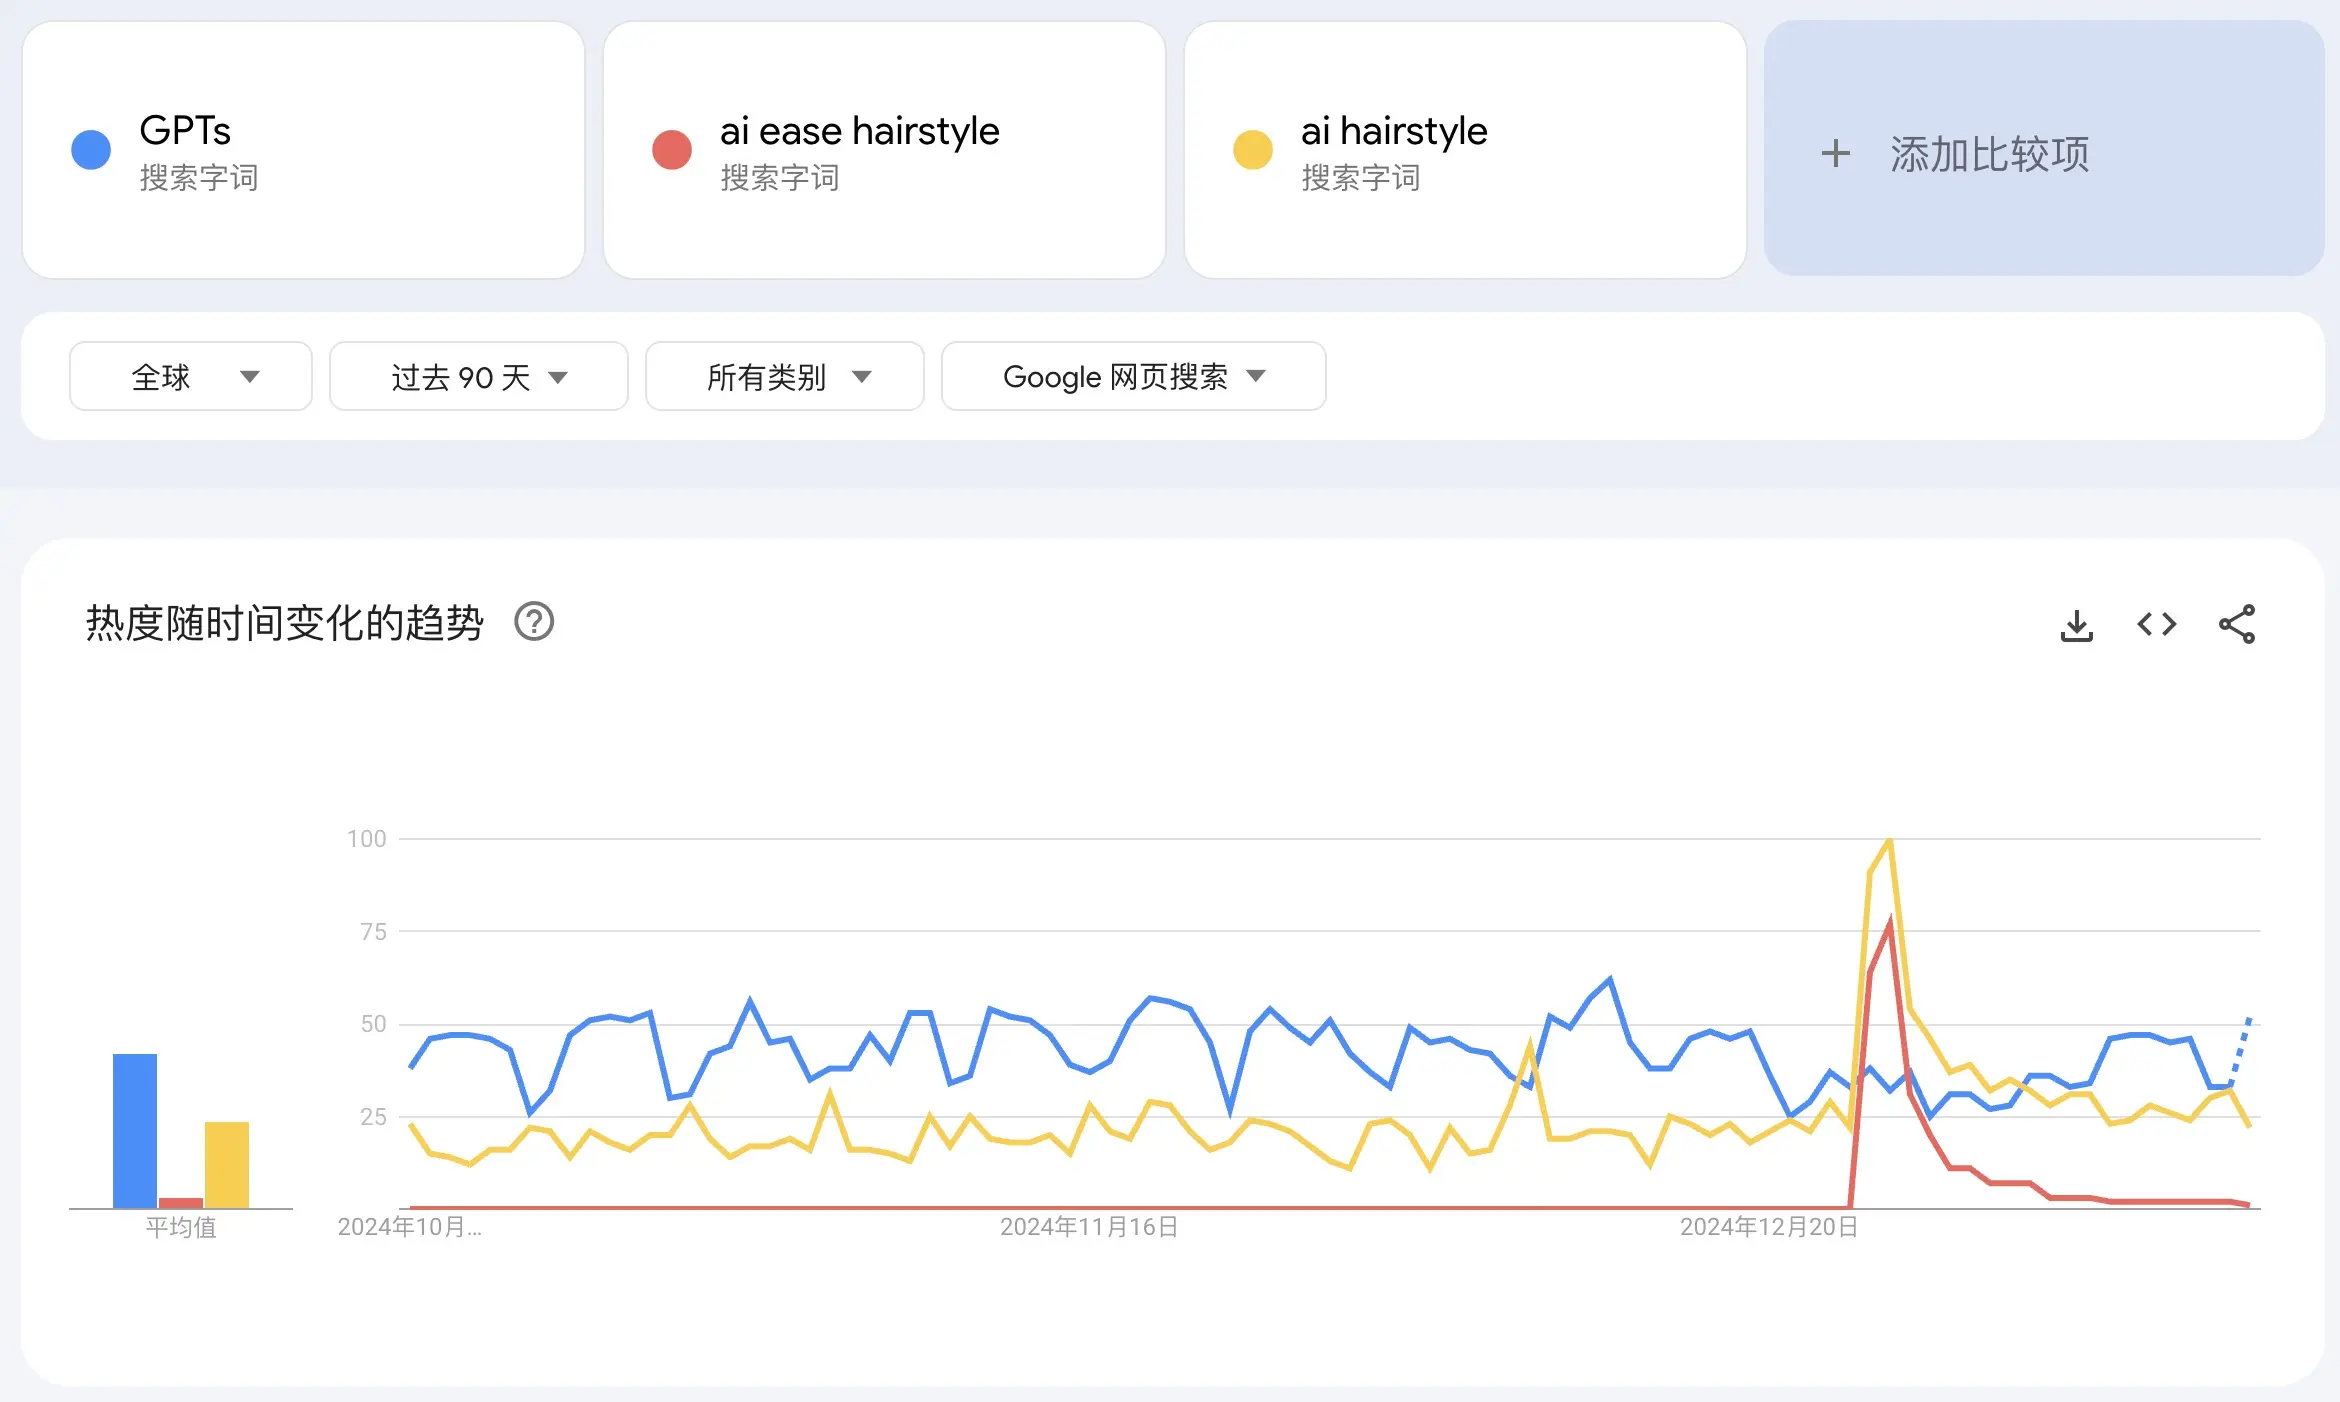 GPTs
搜索字词
ai ease hairstyle
搜索字词
ai hairstyle
搜索字词
+ 添加比较项
全球
过去 90 天
所有类别
Google 网页搜索
热度随时间变化的趋势
100
75
50
25
平均值
2024年10月...
2024年11月16日
2024年12月20日